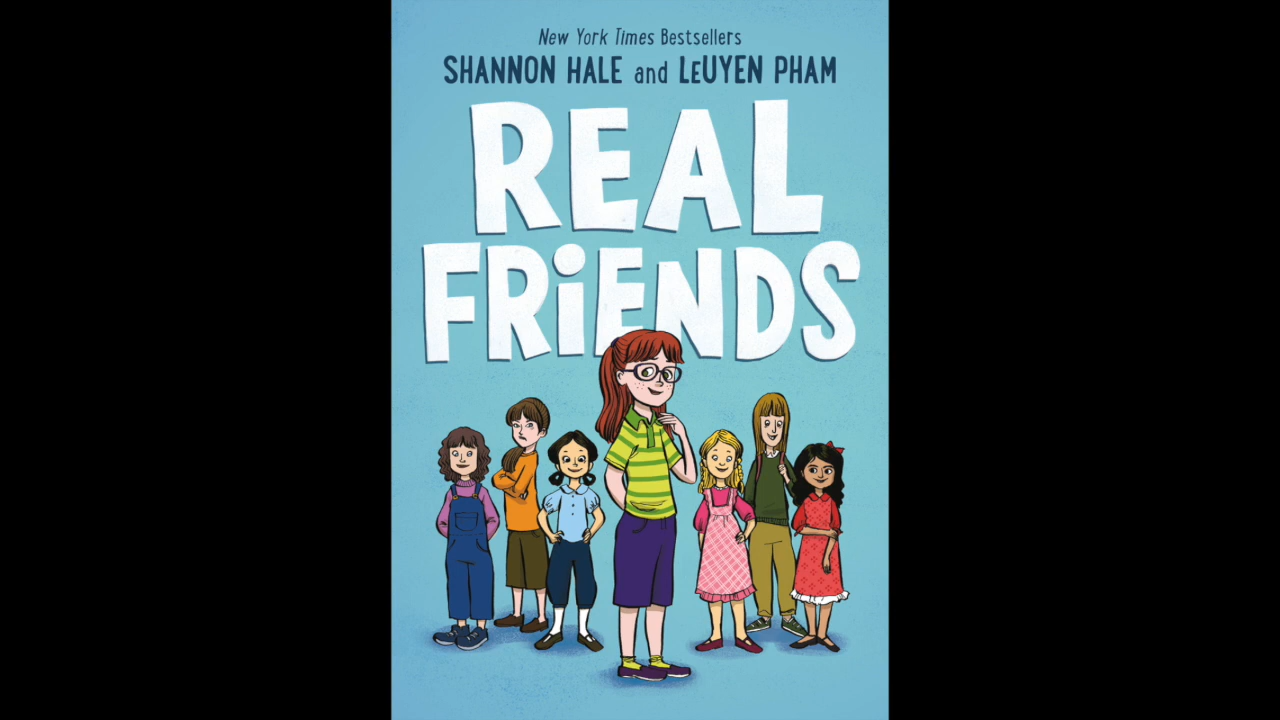 New York Times Bestsellers
SHANNON HALE and LEUYEN PHAM
REAL
FRiENDS